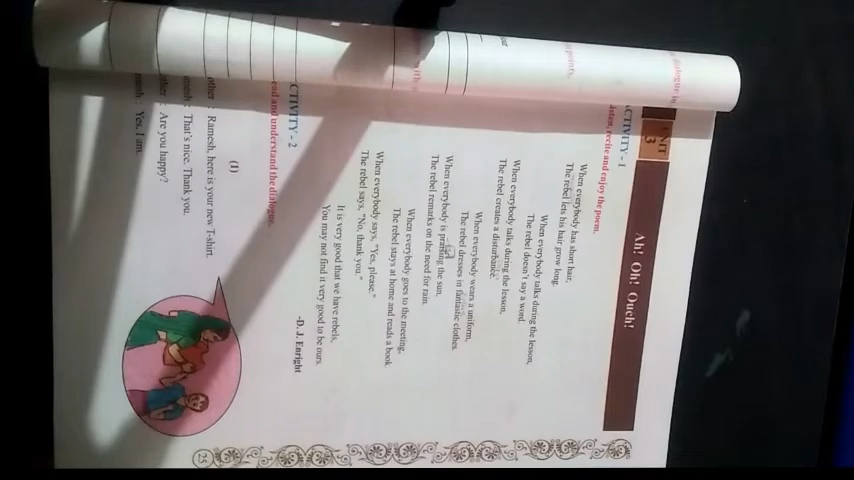 UNIT 3
Ah! Oh! Ouch!
CTIVITY - 1
isten, recite and enjoy the poem.
When everybody has short hair,
The rebel lets his hair grow long.
When everybody talks during the lesson,
The rebel doesn't say a word.
When everybody talks during the lesson,
The rebel creates a disturbance.
When everybody wears a uniform,
The rebel dresses in fantastic clothes.
When everybody is praising the sun,
The rebel remarks on the need for rain.
When everybody goes to the meeting,
The rebel stays at home and reads a book.
When everybody says, "Yes, please,"
The rebel says, "No, thank you."
It is very good that we have rebels,
You may not find it very good to be ours.
-D. J. Enright
CTIVITY - 2
ead and understand the dialogue.
(I)
other : Ramesh, here is your new T-shirt.
mesh : That's nice. Thank you.
other : Are you happy?
mesh : Yes, I am.
25